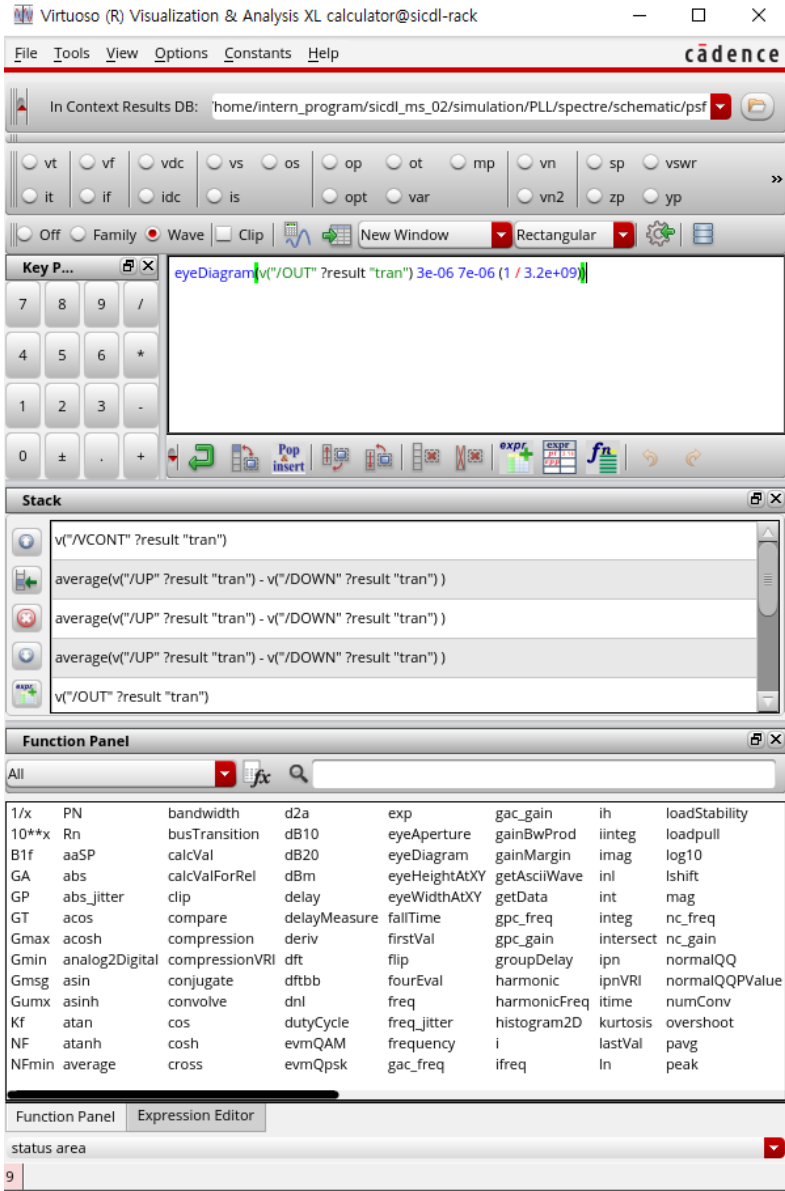 Virtuoso (R) Visualization & Analysis XL calculator@sicdl-rack
File Tools View Options Constants Help cādence
In Context Results DB: 'home/intern_program/sicdl_ms_02/simulation/PLL/spectre/schematic/psf
vt vf vdc vs os op ot mp vn sp vswr »
it if idc is opt var vn2 zp yp
Off Family Wave Clip New Window Rectangular
Key P...
eyeDiagram(v("/OUT" ?result "tran") 3e-06 7e-06 (1 / 3.2e+09))
7 8 9 /
4 5 6 *
1 2 3 -
0 ± . +
Pop & insert expr expr fn
Stack
v("/VCONT" ?result "tran")
average(v("/UP" ?result "tran") - v("/DOWN" ?result "tran") )
average(v("/UP" ?result "tran") - v("/DOWN" ?result "tran") )
average(v("/UP" ?result "tran") - v("/DOWN" ?result "tran") )
expr
v("/OUT" ?result "tran")
Function Panel
All fx
1/x PN bandwidth d2a exp gac_gain ih loadStability
10**x Rn busTransition dB10 eyeAperture gainBwProd iinteg loadpull
B1f aaSP calcVal dB20 eyeDiagram gainMargin imag log10
GA abs calcValForRel dBm eyeHeightAtXY getAsciiWave inl lshift
GP abs_jitter clip delay eyeWidthAtXY getData int mag
GT acos compare delayMeasure fallTime gpc_freq integ nc_freq
Gmax acosh compression deriv firstVal gpc_gain intersect nc_gain
Gmin analog2Digital compressionVRI dft flip groupDelay ipn normalQQ
Gmsg asin conjugate dftbb fourEval harmonic ipnVRI normalQQPValue
Gumx asinh convolve dnl freq harmonicFreq itime numConv
Kf atan cos dutyCycle freq_jitter histogram2D kurtosis overshoot
NF atanh cosh evmQAM frequency i lastVal pavg
NFmin average cross evmQpsk gac_freq ifreq ln peak
Function Panel Expression Editor
status area
9